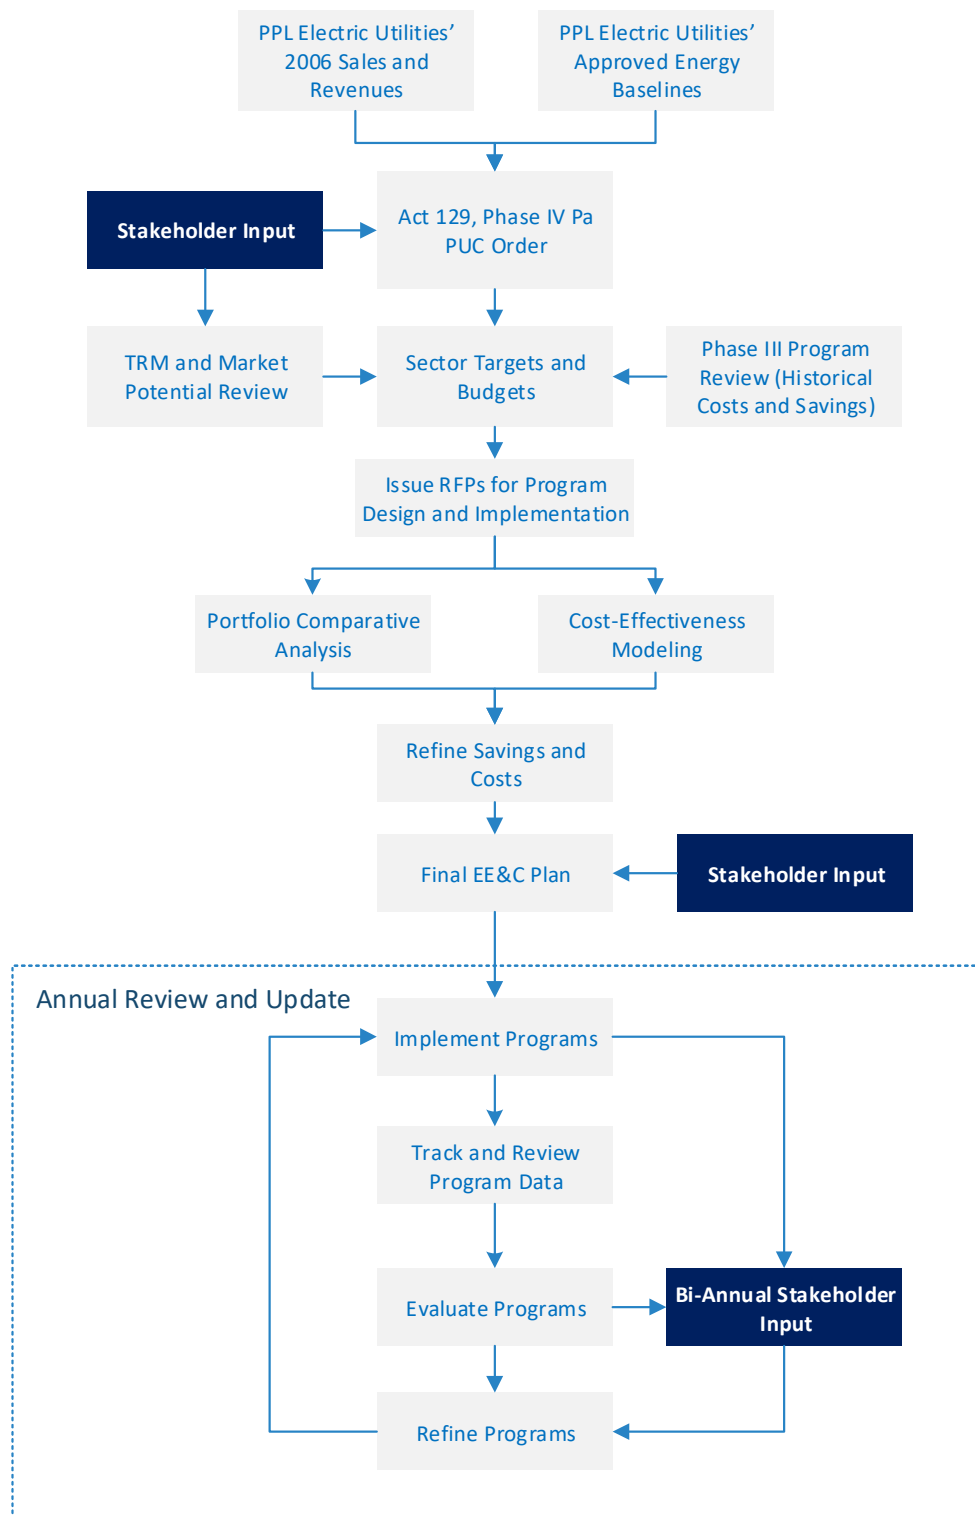 PPL Electric Utilities’
2006 Sales and
Revenues
PPL Electric Utilities’
Approved Energy
Baselines
Stakeholder Input
Act 129, Phase IV Pa
PUC Order
TRM and Market
Potential Review
Sector Targets and
Budgets
Phase III Program
Review (Historical
Costs and Savings)
Issue RFPs for Program
Design and Implementation
Portfolio Comparative
Analysis
Cost-Effectiveness
Modeling
Refine Savings and
Costs
Final EE&C Plan
Stakeholder Input
Annual Review and Update
Implement Programs
Track and Review
Program Data
Evaluate Programs
Bi-Annual Stakeholder
Input
Refine Programs